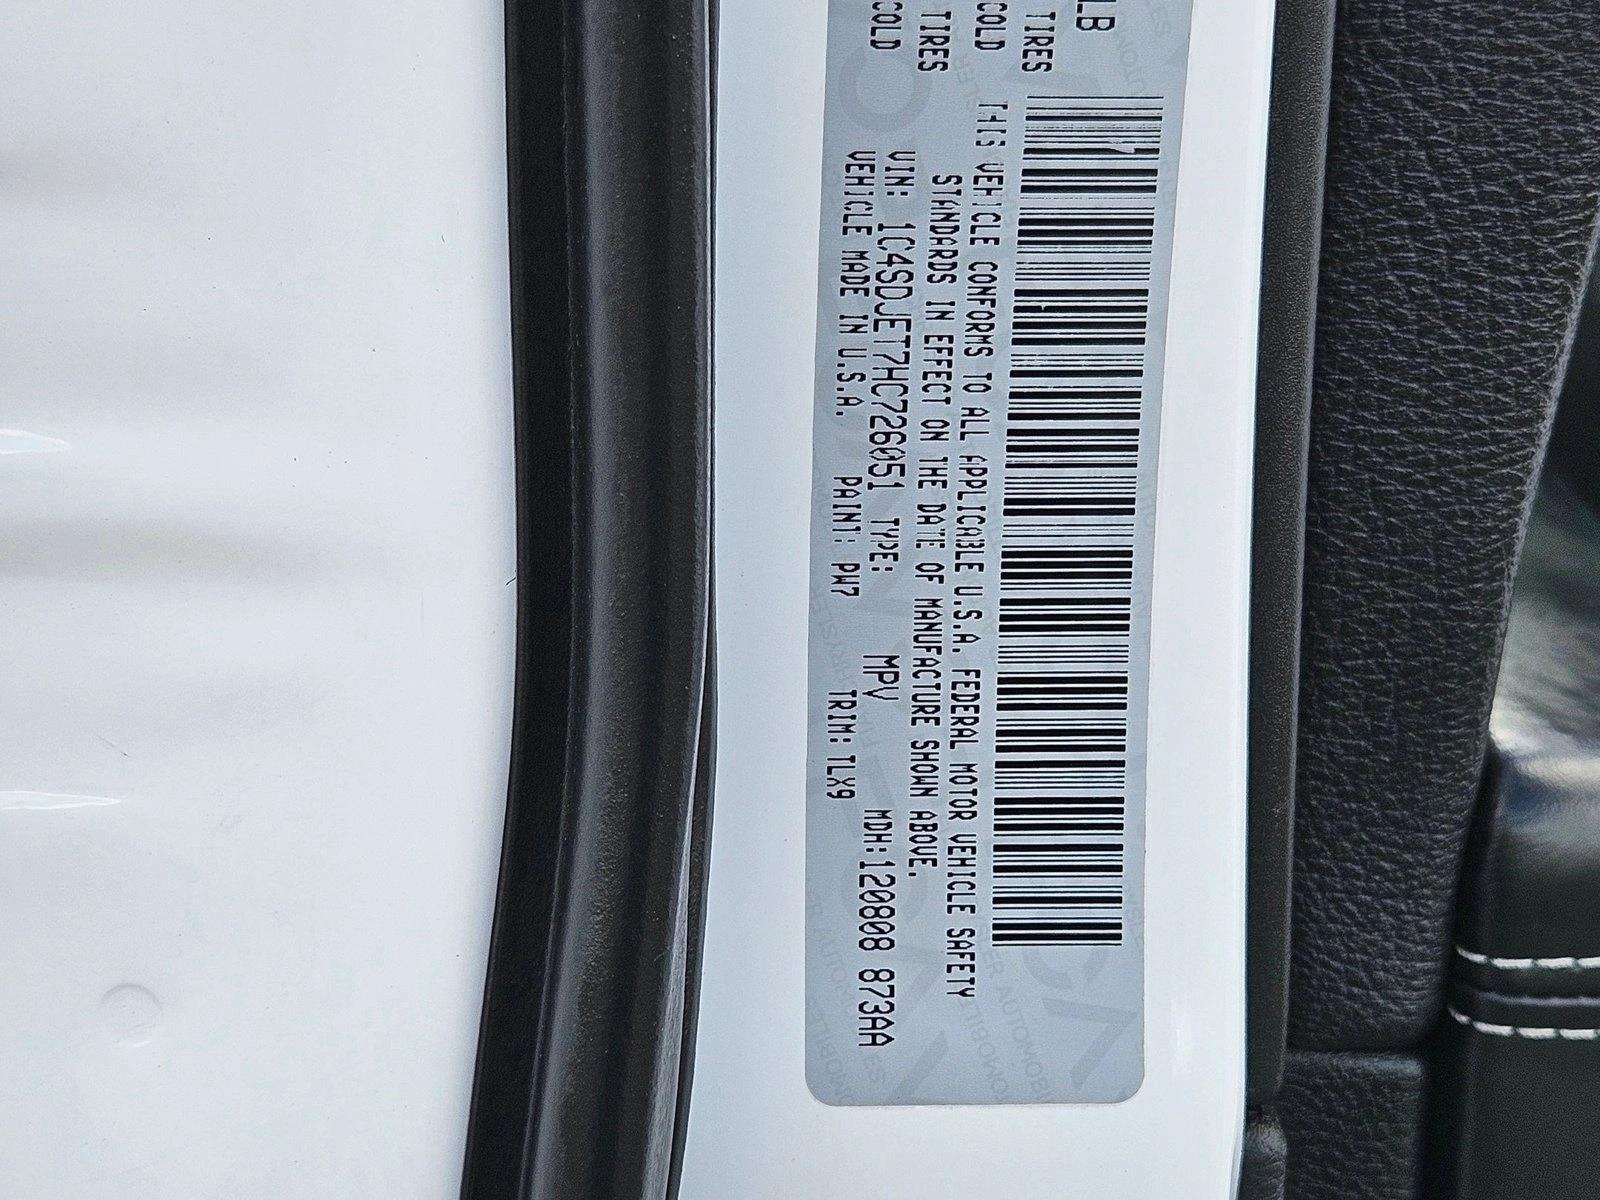 LB
TIRES
COLD
TIRES
COLD
THIS VEHICLE CONFORMS TO ALL APPLICABLE U.S.A. FEDERAL MOTOR VEHICLE SAFETY
STANDARDS IN EFFECT ON THE DATE OF MANUFACTURE SHOWN ABOVE.
VIN: 1C4SDJET7HC726051 TYPE: MPV MDH:120808 873AA
VEHICLE MADE IN U.S.A. PAINT: PW7 TRIM: TLX9